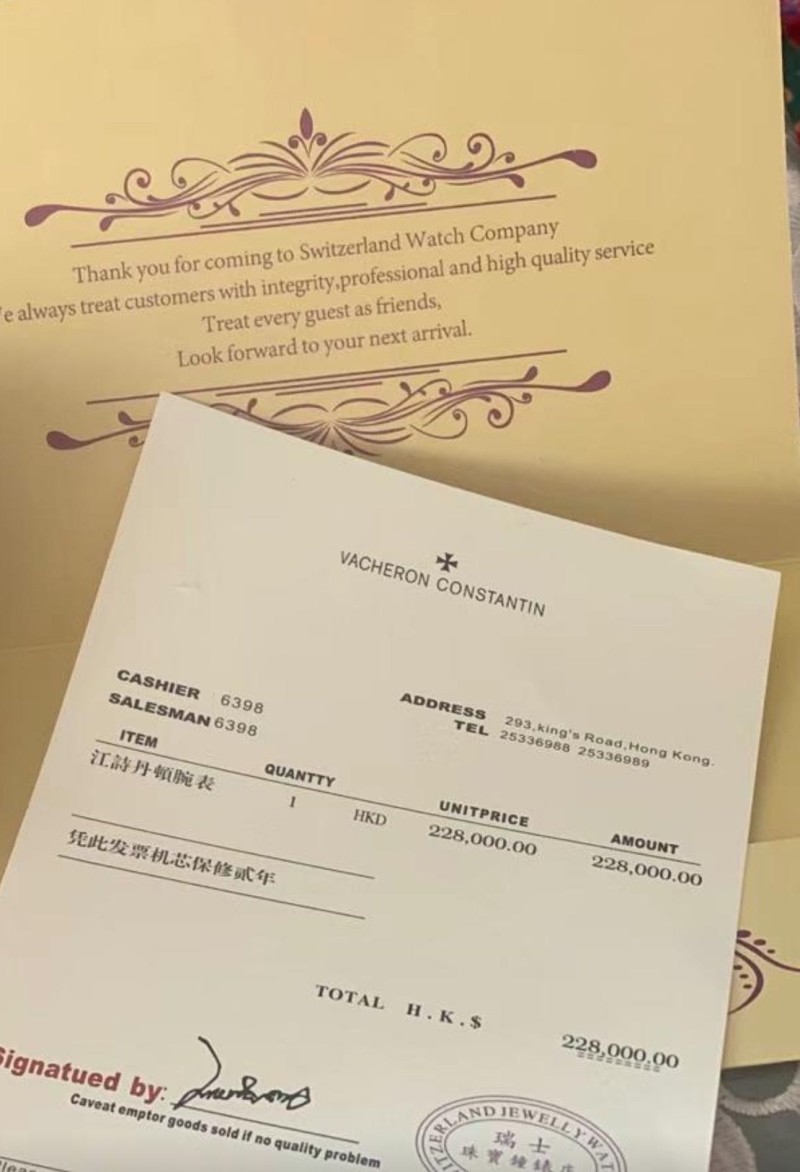 Thank you for coming to Switzerland Watch Company
e always treat customers with integrity,professional and high quality service
Treat every guest as friends,
Look forward to your next arrival.
VACHERON CONSTANTIN
CASHIER 6398
SALESMAN 6398
ADDRESS 293,king's Road,Hong Kong.
TEL 25336988 25336989
ITEM QUANTTY UNITPRICE AMOUNT
江詩丹頓腕表 1 HKD 228,000.00 228,000.00
凭此发票机芯保修贰年
TOTAL H.K.$ 228,000.00
Signatued by:
Caveat emptor goods sold if no quality problem
ITZERLAND JEWELLY WAT
瑞士
珠寶鐘錶店